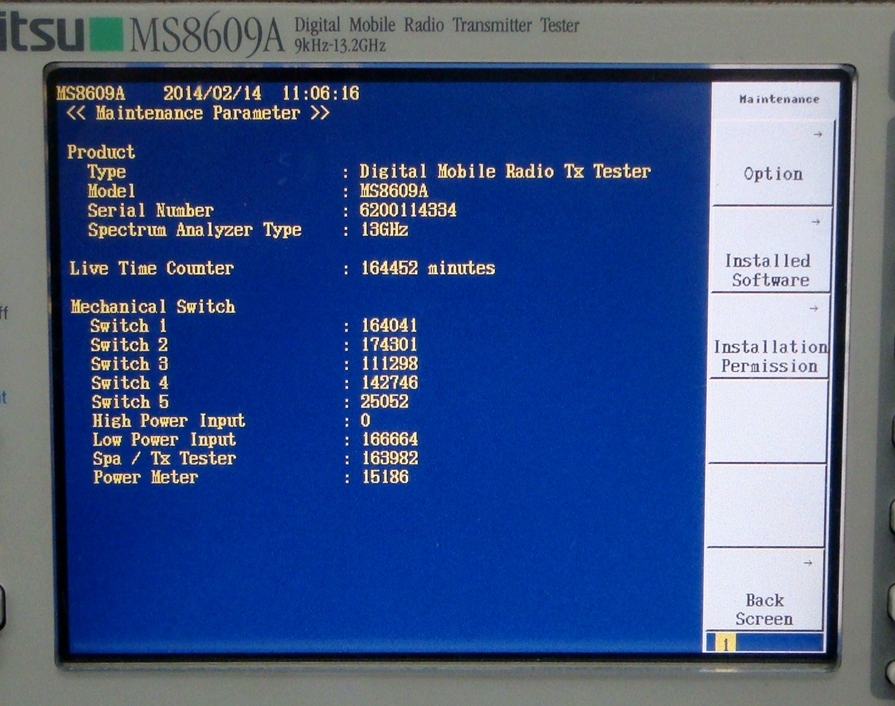 itsu MS8609A Digital Mobile Radio Transmitter Tester
9kHz-13.2GHz
MS8609A 2014/02/14 11:06:16
<< Maintenance Parameter >>
Product
Type : Digital Mobile Radio Tx Tester
Model : MS8609A
Serial Number : 6200114334
Spectrum Analyzer Type : 13GHz
Live Time Counter : 164452 minutes
Mechanical Switch
Switch 1 : 164041
Switch 2 : 174301
Switch 3 : 111298
Switch 4 : 142746
Switch 5 : 25052
High Power Input : 0
Low Power Input : 166664
Spa / Tx Tester : 163982
Power Meter : 15186
Maintenance
→
Option
→
Installed
Software
→
Installation
Permission
→
Back
Screen
1